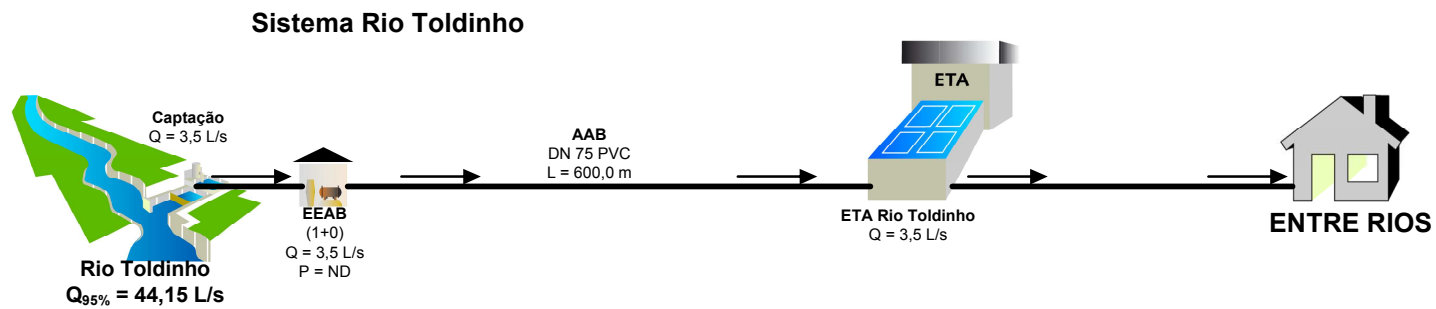 Sistema Rio Toldinho
Captação
Q = 3,5 L/s
Rio Toldinho
Q95% = 44,15 L/s
EEAB
(1+0)
Q = 3,5 L/s
P = ND
AAB
DN 75 PVC
L = 600,0 m
ETA
ETA Rio Toldinho
Q = 3,5 L/s
ENTRE RIOS